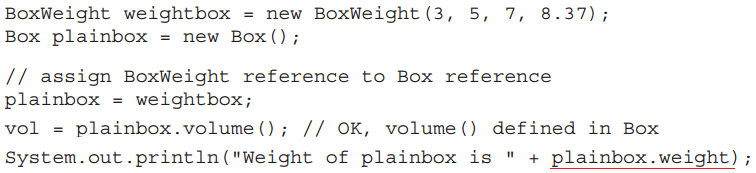 BoxWeight weightbox = new BoxWeight(3, 5, 7, 8.37);
Box plainbox = new Box();
// assign BoxWeight reference to Box reference
plainbox = weightbox;
vol = plainbox.volume(); // OK, volume() defined in Box
System.out.println("Weight of plainbox is " + plainbox.weight);